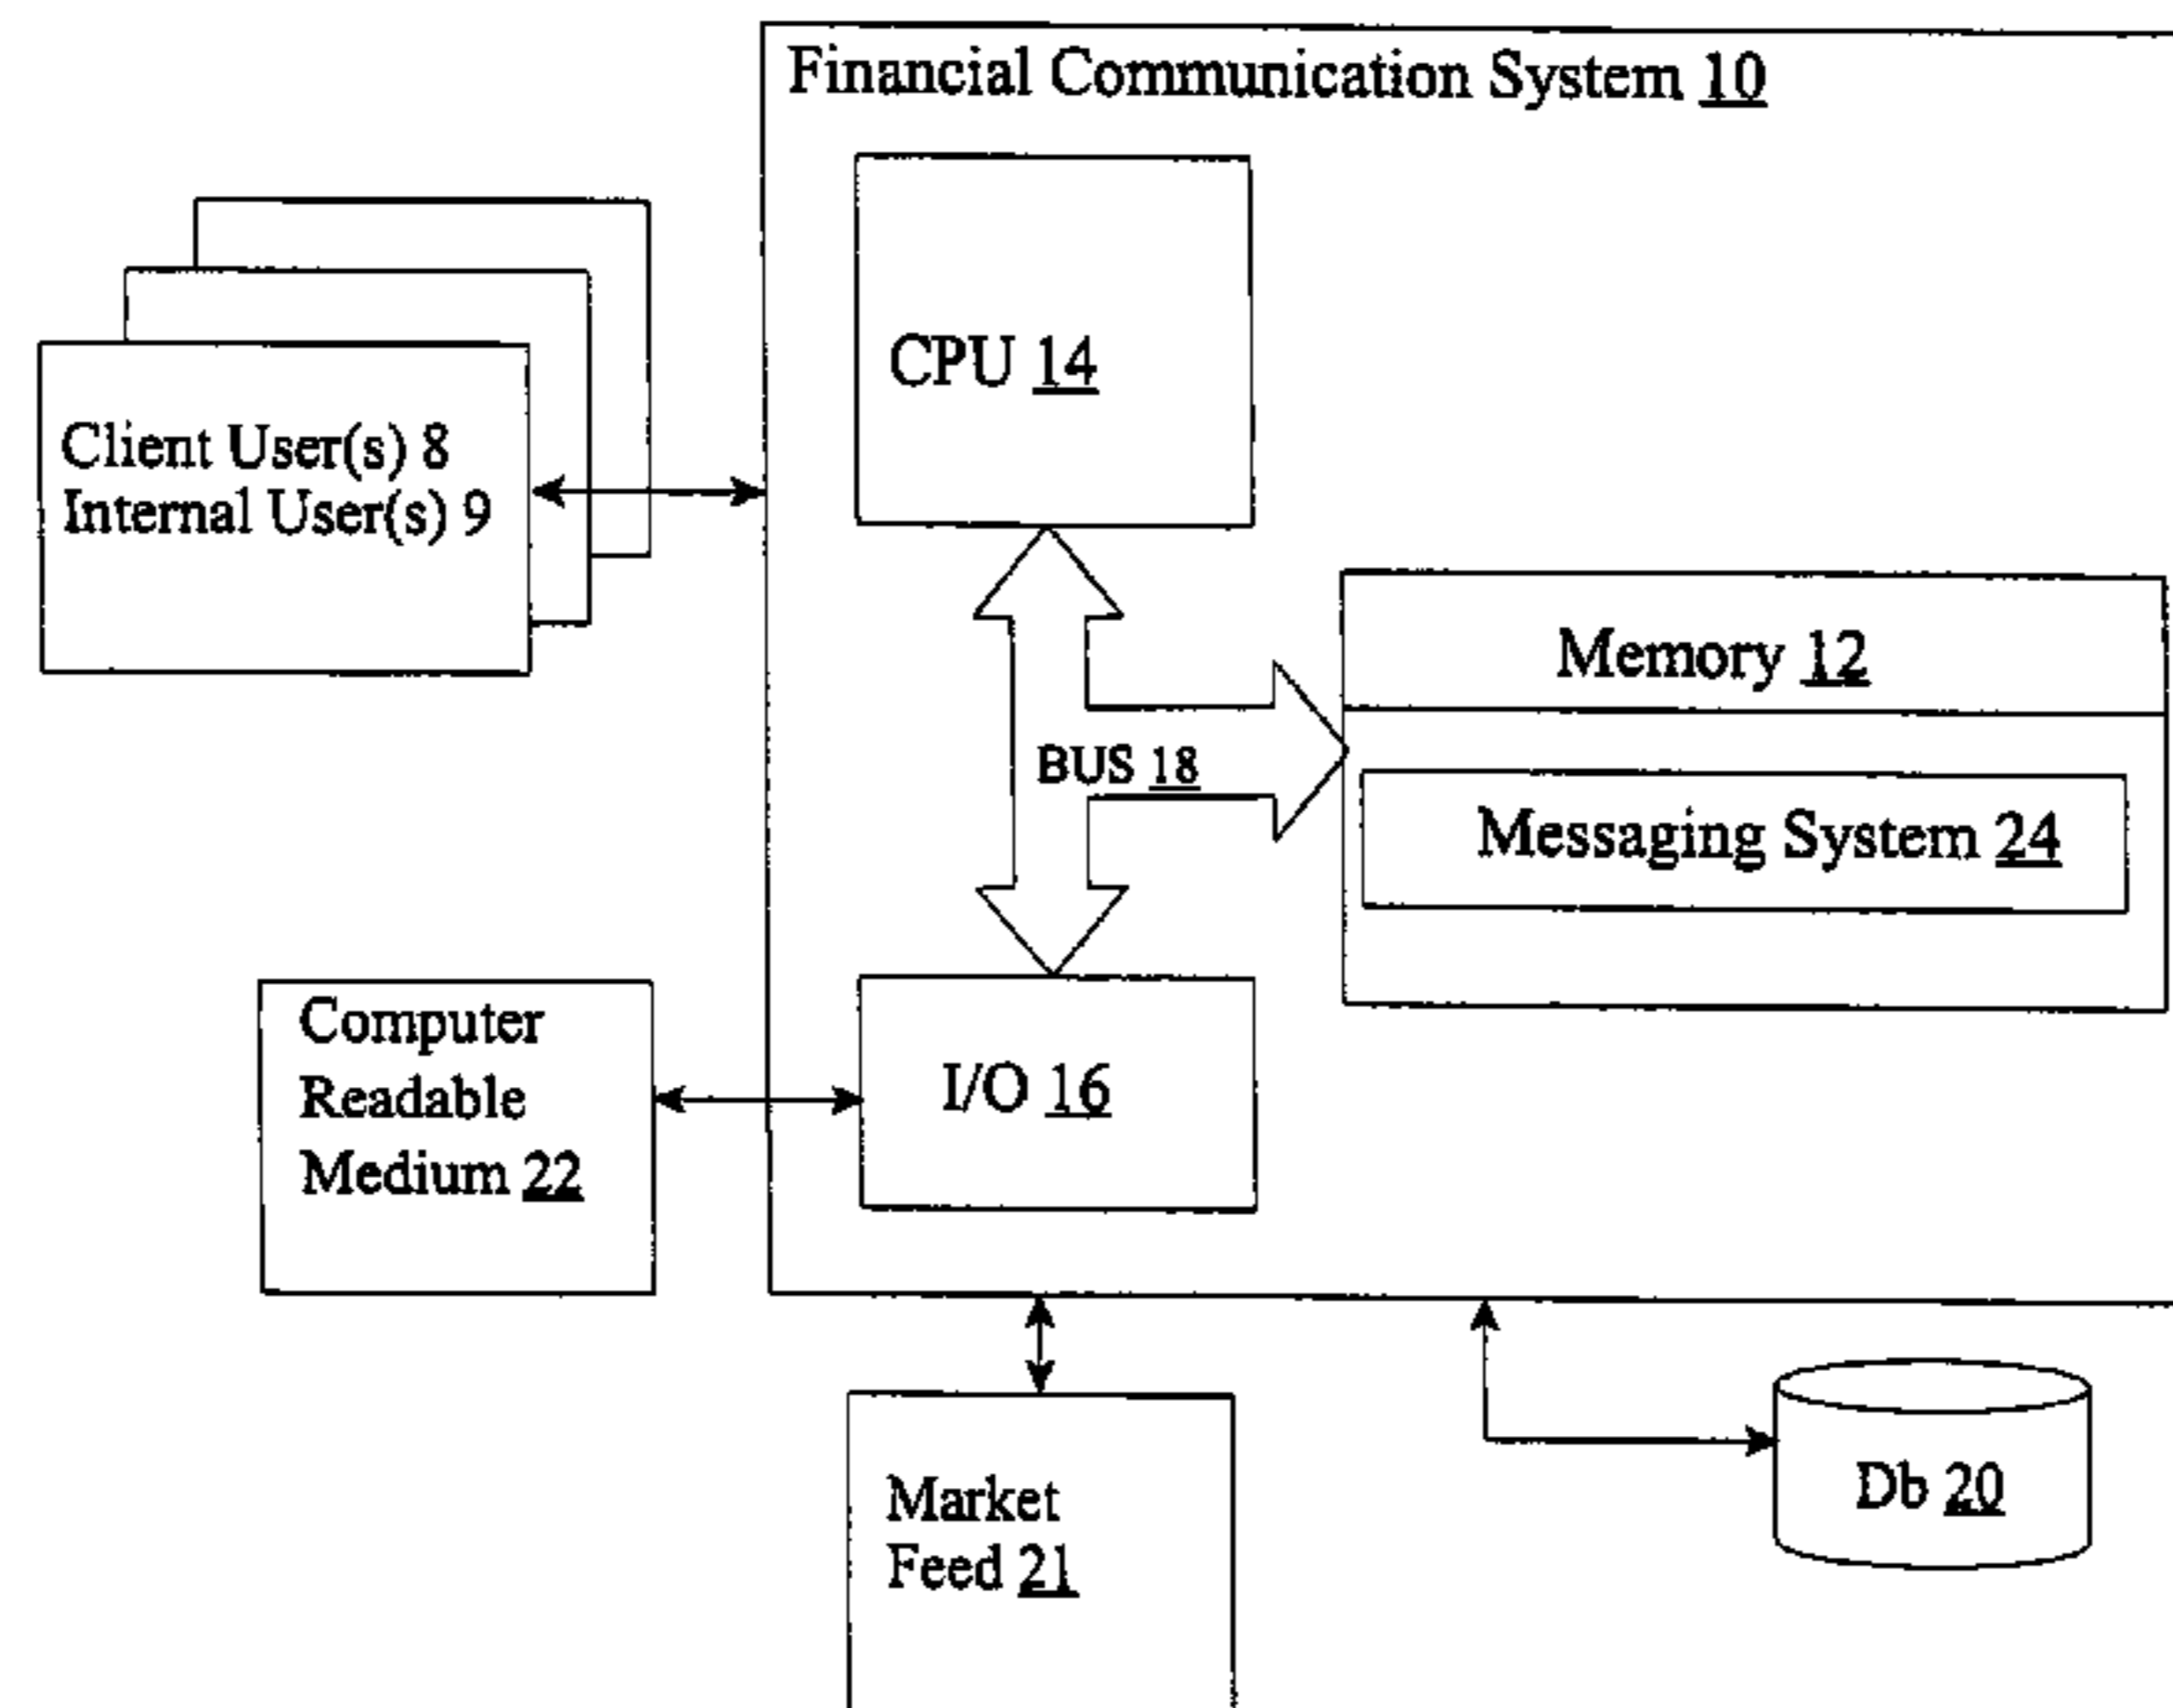 Financial Communication System 10
CPU 14
Client User(s) 8
Internal User(s) 9
Memory 12
BUS 18
Messaging System 24
Computer
Readable
Medium 22
I/O 16
Market
Feed 21
Db 20